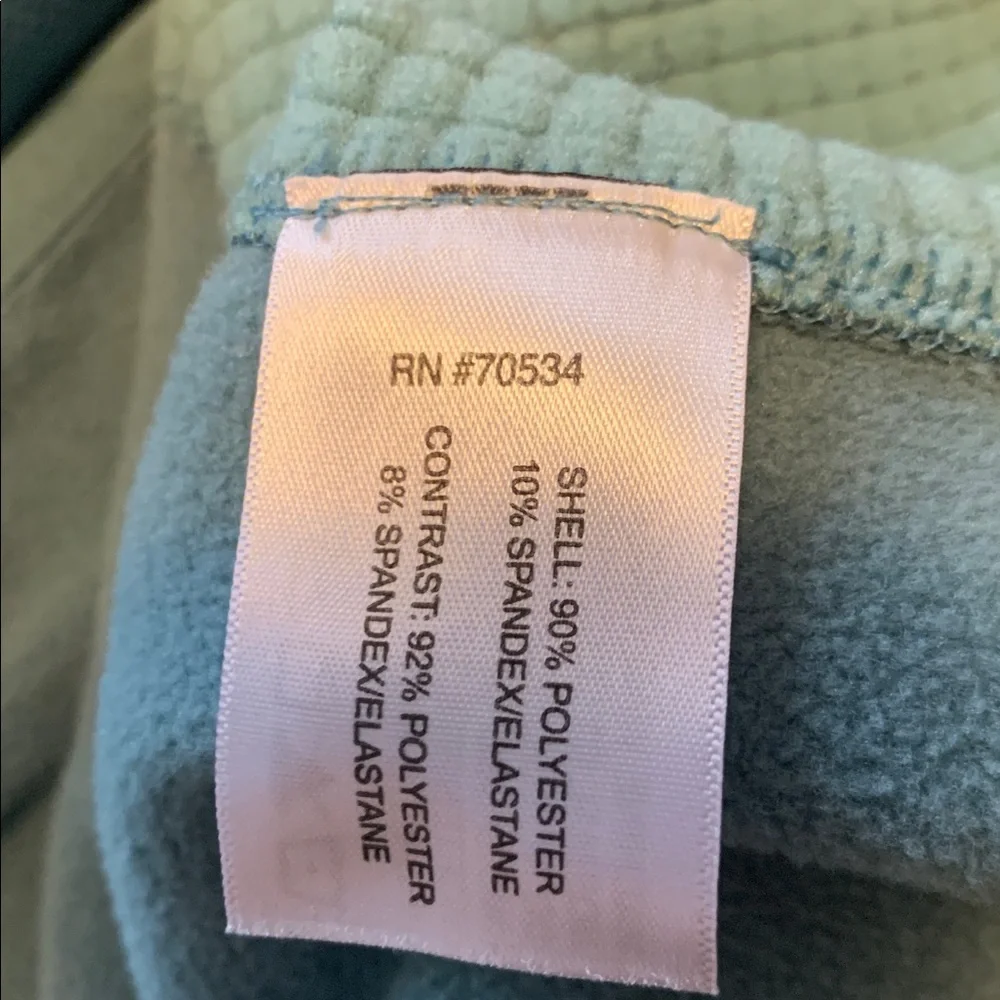 RN #70534
SHELL: 90% POLYESTER
10% SPANDEX/ELASTANE
CONTRAST: 92% POLYESTER
8% SPANDEX/ELASTANE